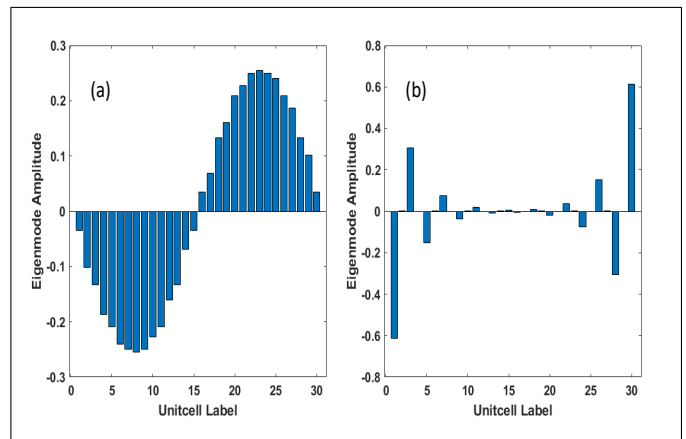 (a)
0.3
0.2
0.1
0
-0.1
-0.2
-0.3
0 5 10 15 20 25 30
Eigenmode Amplitude
Unitcell Label
(b)
0.8
0.6
0.4
0.2
0
-0.2
-0.4
-0.6
-0.8
0 5 10 15 20 25 30
Eigenmode Amplitude
Unitcell Label